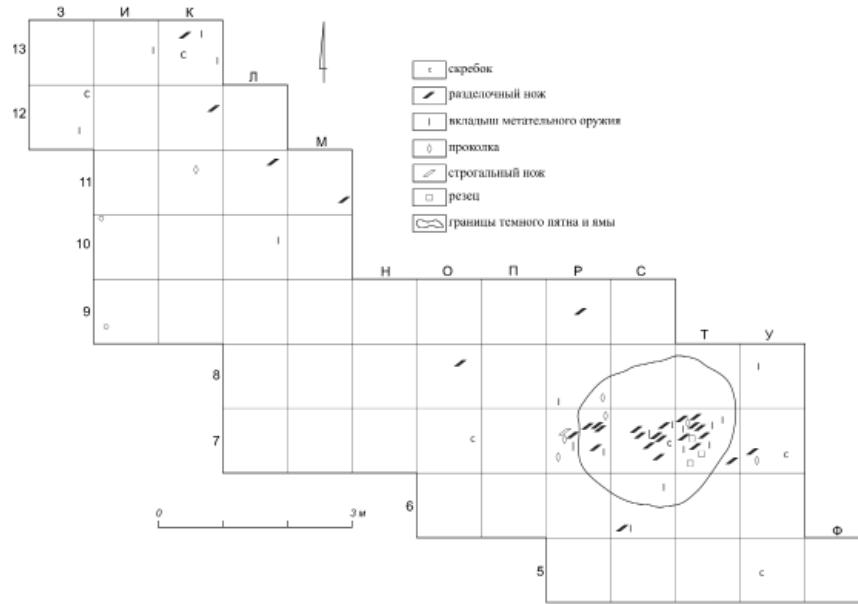 З И К
13
Л
12
М
11
10
Н О П Р С
9
Т У
8
7
6
Ф
5
с скребок
разделочный нож
вкладыш метательного оружия
проколка
строгальный нож
резец
границы темного пятна и ямы
с
с
с
с
с
с
0 3 м